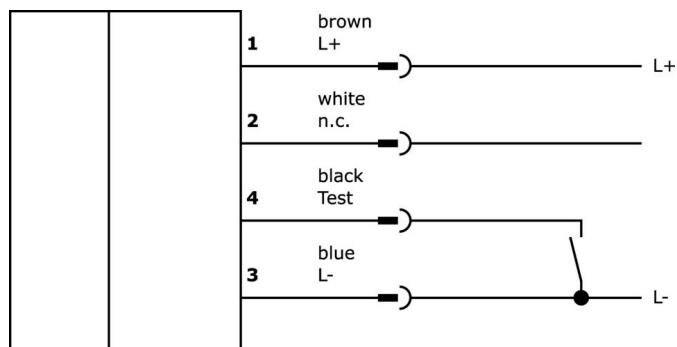 brown
1 L+
L+
white
2 n.c.
black
4 Test
blue
3 L-
L-